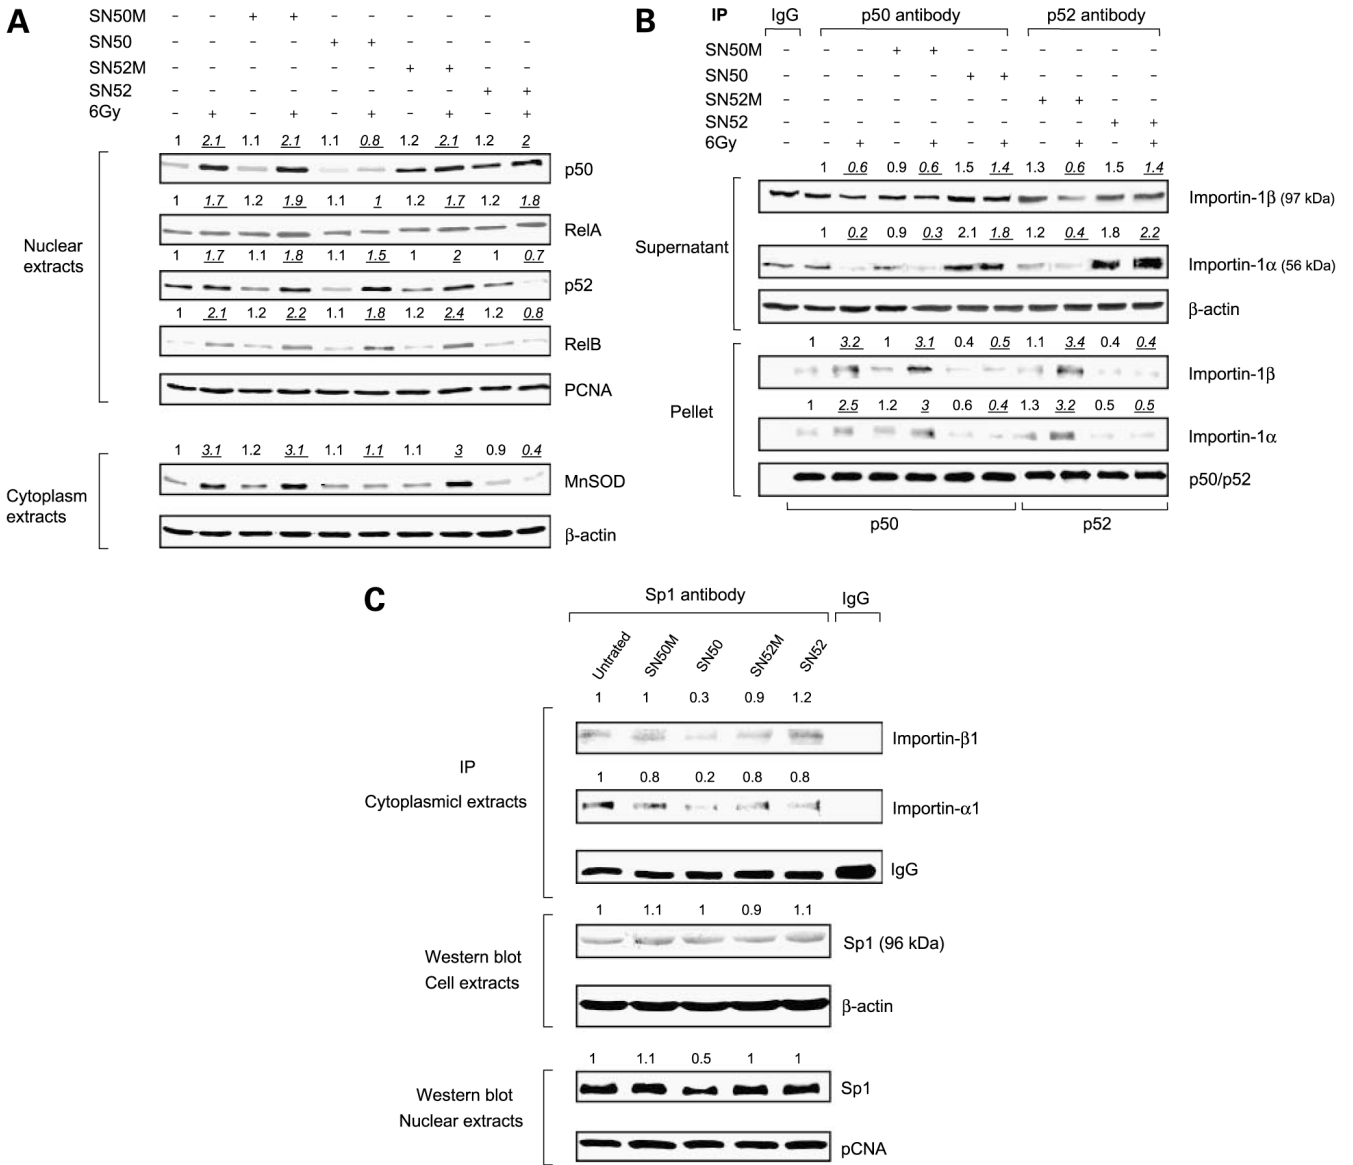 A
SN50M – – + + – – – – – –
SN50 – – – – + + – – – –
SN52M – – – – – – + + – –
SN52 – – – – – – – – + +
6Gy – + – + – + – + – +
1 2.1 1.1 2.1 1.1 0.8 1.2 2.1 1.2 2
p50
1 1.7 1.2 1.9 1.1 1 1.2 1.7 1.2 1.8
RelA
Nuclear
extracts
1 1.7 1.1 1.8 1.1 1.5 1 2 1 0.7
p52
1 2.1 1.2 2.2 1.1 1.8 1.2 2.4 1.2 0.8
RelB
PCNA
1 3.1 1.2 3.1 1.1 1.1 1.1 3 0.9 0.4
MnSOD
Cytoplasm
extracts
β-actin
B
IP IgG p50 antibody p52 antibody
SN50M – – – + + – – – – – –
SN50 – – – – – + + – – – –
SN52M – – – – – – – + + – –
SN52 – – – – – – – – – + +
6Gy – – + – + – + – + – +
1 0.6 0.9 0.6 1.5 1.4 1.3 0.6 1.5 1.4
Importin-1β (97 kDa)
1 0.2 0.9 0.3 2.1 1.8 1.2 0.4 1.8 2.2
Supernatant
Importin-1α (56 kDa)
β-actin
1 3.2 1 3.1 0.4 0.5 1.1 3.4 0.4 0.4
Importin-1β
Pellet
1 2.5 1.2 3 0.6 0.4 1.3 3.2 0.5 0.5
Importin-1α
p50/p52
p50 p52
C
Sp1 antibody IgG
Untrated SN50M SN50 SN52M SN52
1 1 0.3 0.9 1.2
Importin-β1
IP
Cytoplasmicl extracts
1 0.8 0.2 0.8 0.8
Importin-α1
IgG
1 1.1 1 0.9 1.1
Sp1 (96 kDa)
Western blot
Cell extracts
β-actin
1 1.1 0.5 1 1
Sp1
Western blot
Nuclear extracts
pCNA